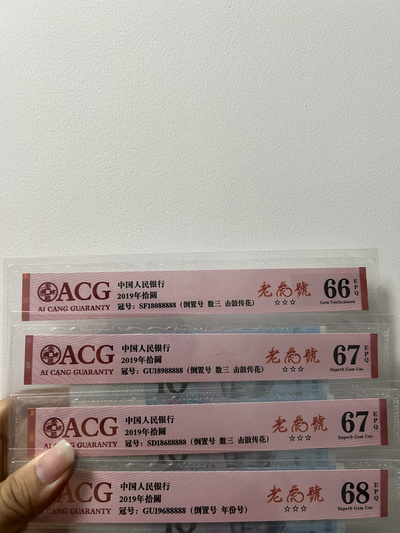 ACG
AI CANG GUARANTY
中国人民银行
2019年拾圓
冠号：SF18088888（倒置号 数三 击鼓传花）
老虎號
☆☆☆
66 EPQ
Gem Uncirculated
ACG
AI CANG GUARANTY
中国人民银行
2019年拾圓
冠号：GU18988888（倒置号 数三 击鼓传花）
老虎號
☆☆☆
67 EPQ
Superb Gem Unc
ACG
CANG GUARANTY
中国人民银行
2019年拾圓
冠号：SD18688888（倒置号 数三 击鼓传花）
老虎號
☆☆☆
67 EPQ
Superb Gem Unc
ACG
CANG GUARANTY
中国人民银行
2019年拾圓
冠号：GU19688888（倒置号 年份号）
老虎號
☆☆☆
68 EPQ
Superb Gem Unc